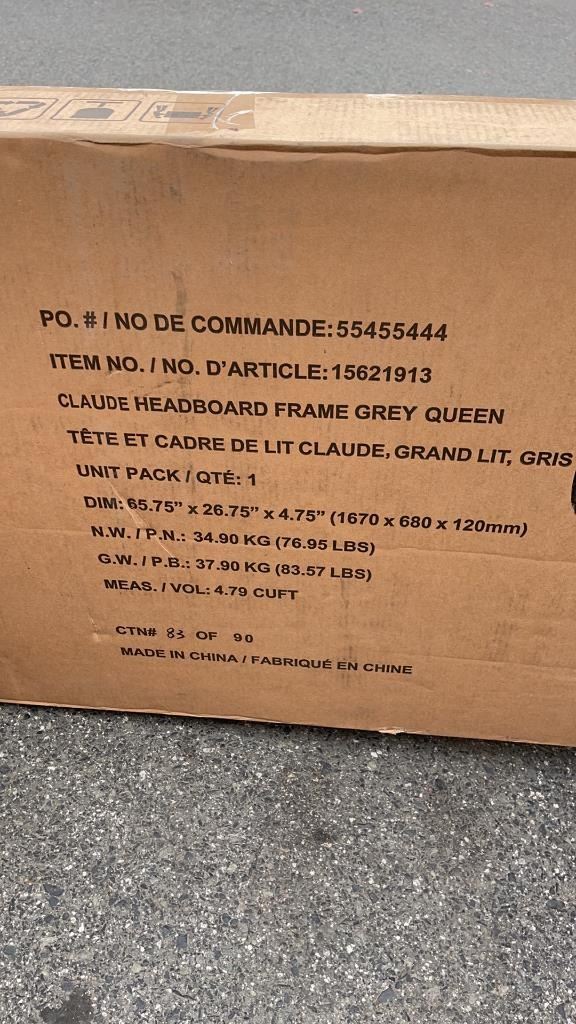 PO. # / NO DE COMMANDE: 55455444
ITEM NO. / NO. D'ARTICLE: 15621913
CLAUDE HEADBOARD FRAME GREY QUEEN
TÊTE ET CADRE DE LIT CLAUDE, GRAND LIT, GRIS
UNIT PACK / QTÉ: 1
DIM: 65.75” x 26.75” x 4.75” (1670 x 680 x 120mm)
N.W. / P.N.: 34.90 KG (76.95 LBS)
G.W. / P.B.: 37.90 KG (83.57 LBS)
MEAS. / VOL: 4.79 CUFT
CTN# 83 OF 90
MADE IN CHINA / FABRIQUÉ EN CHINE